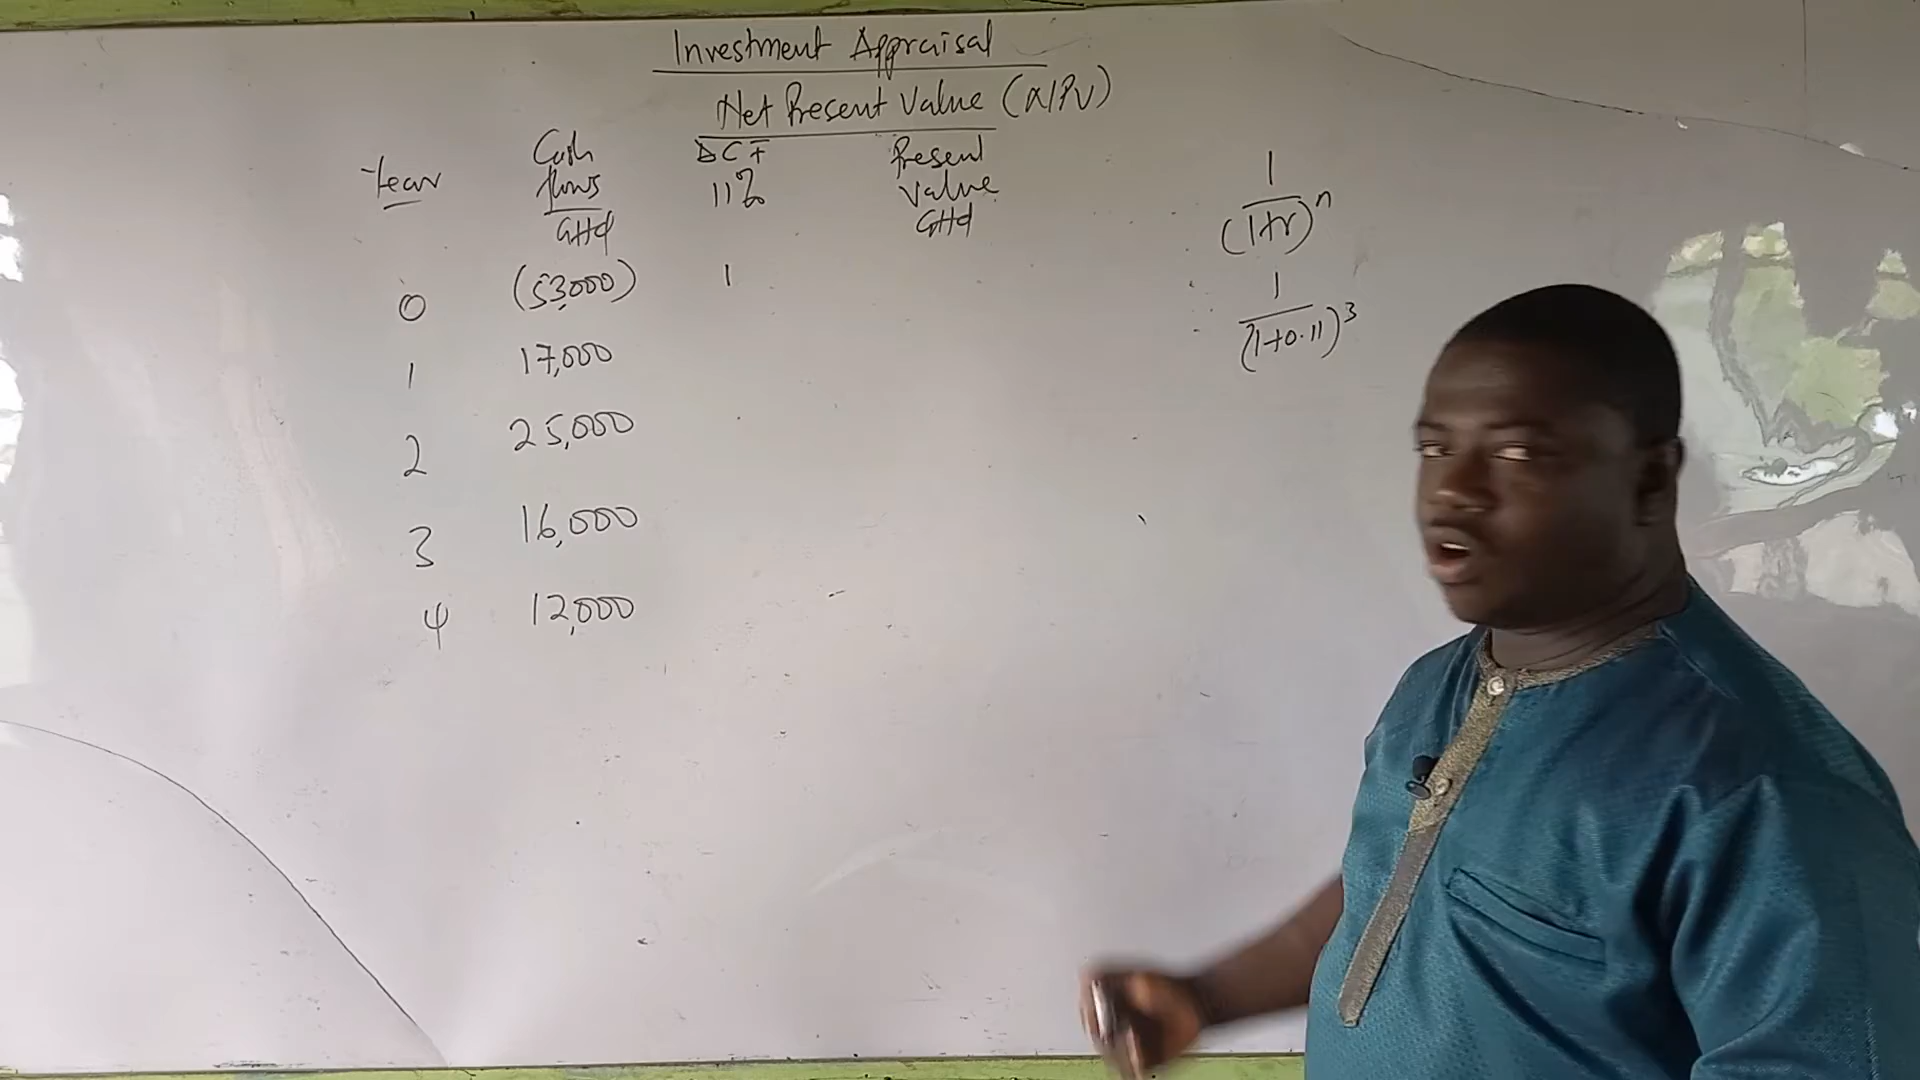 Investment Appraisal
Net Present Value (NPV)
Year Cash flows GH¢ DCF 11% Present Value GH¢
0 (53,000) 1
1 17,000
2 25,000
3 16,000
4 12,000
1
(1+r)^n
1
(1+0.11)^3